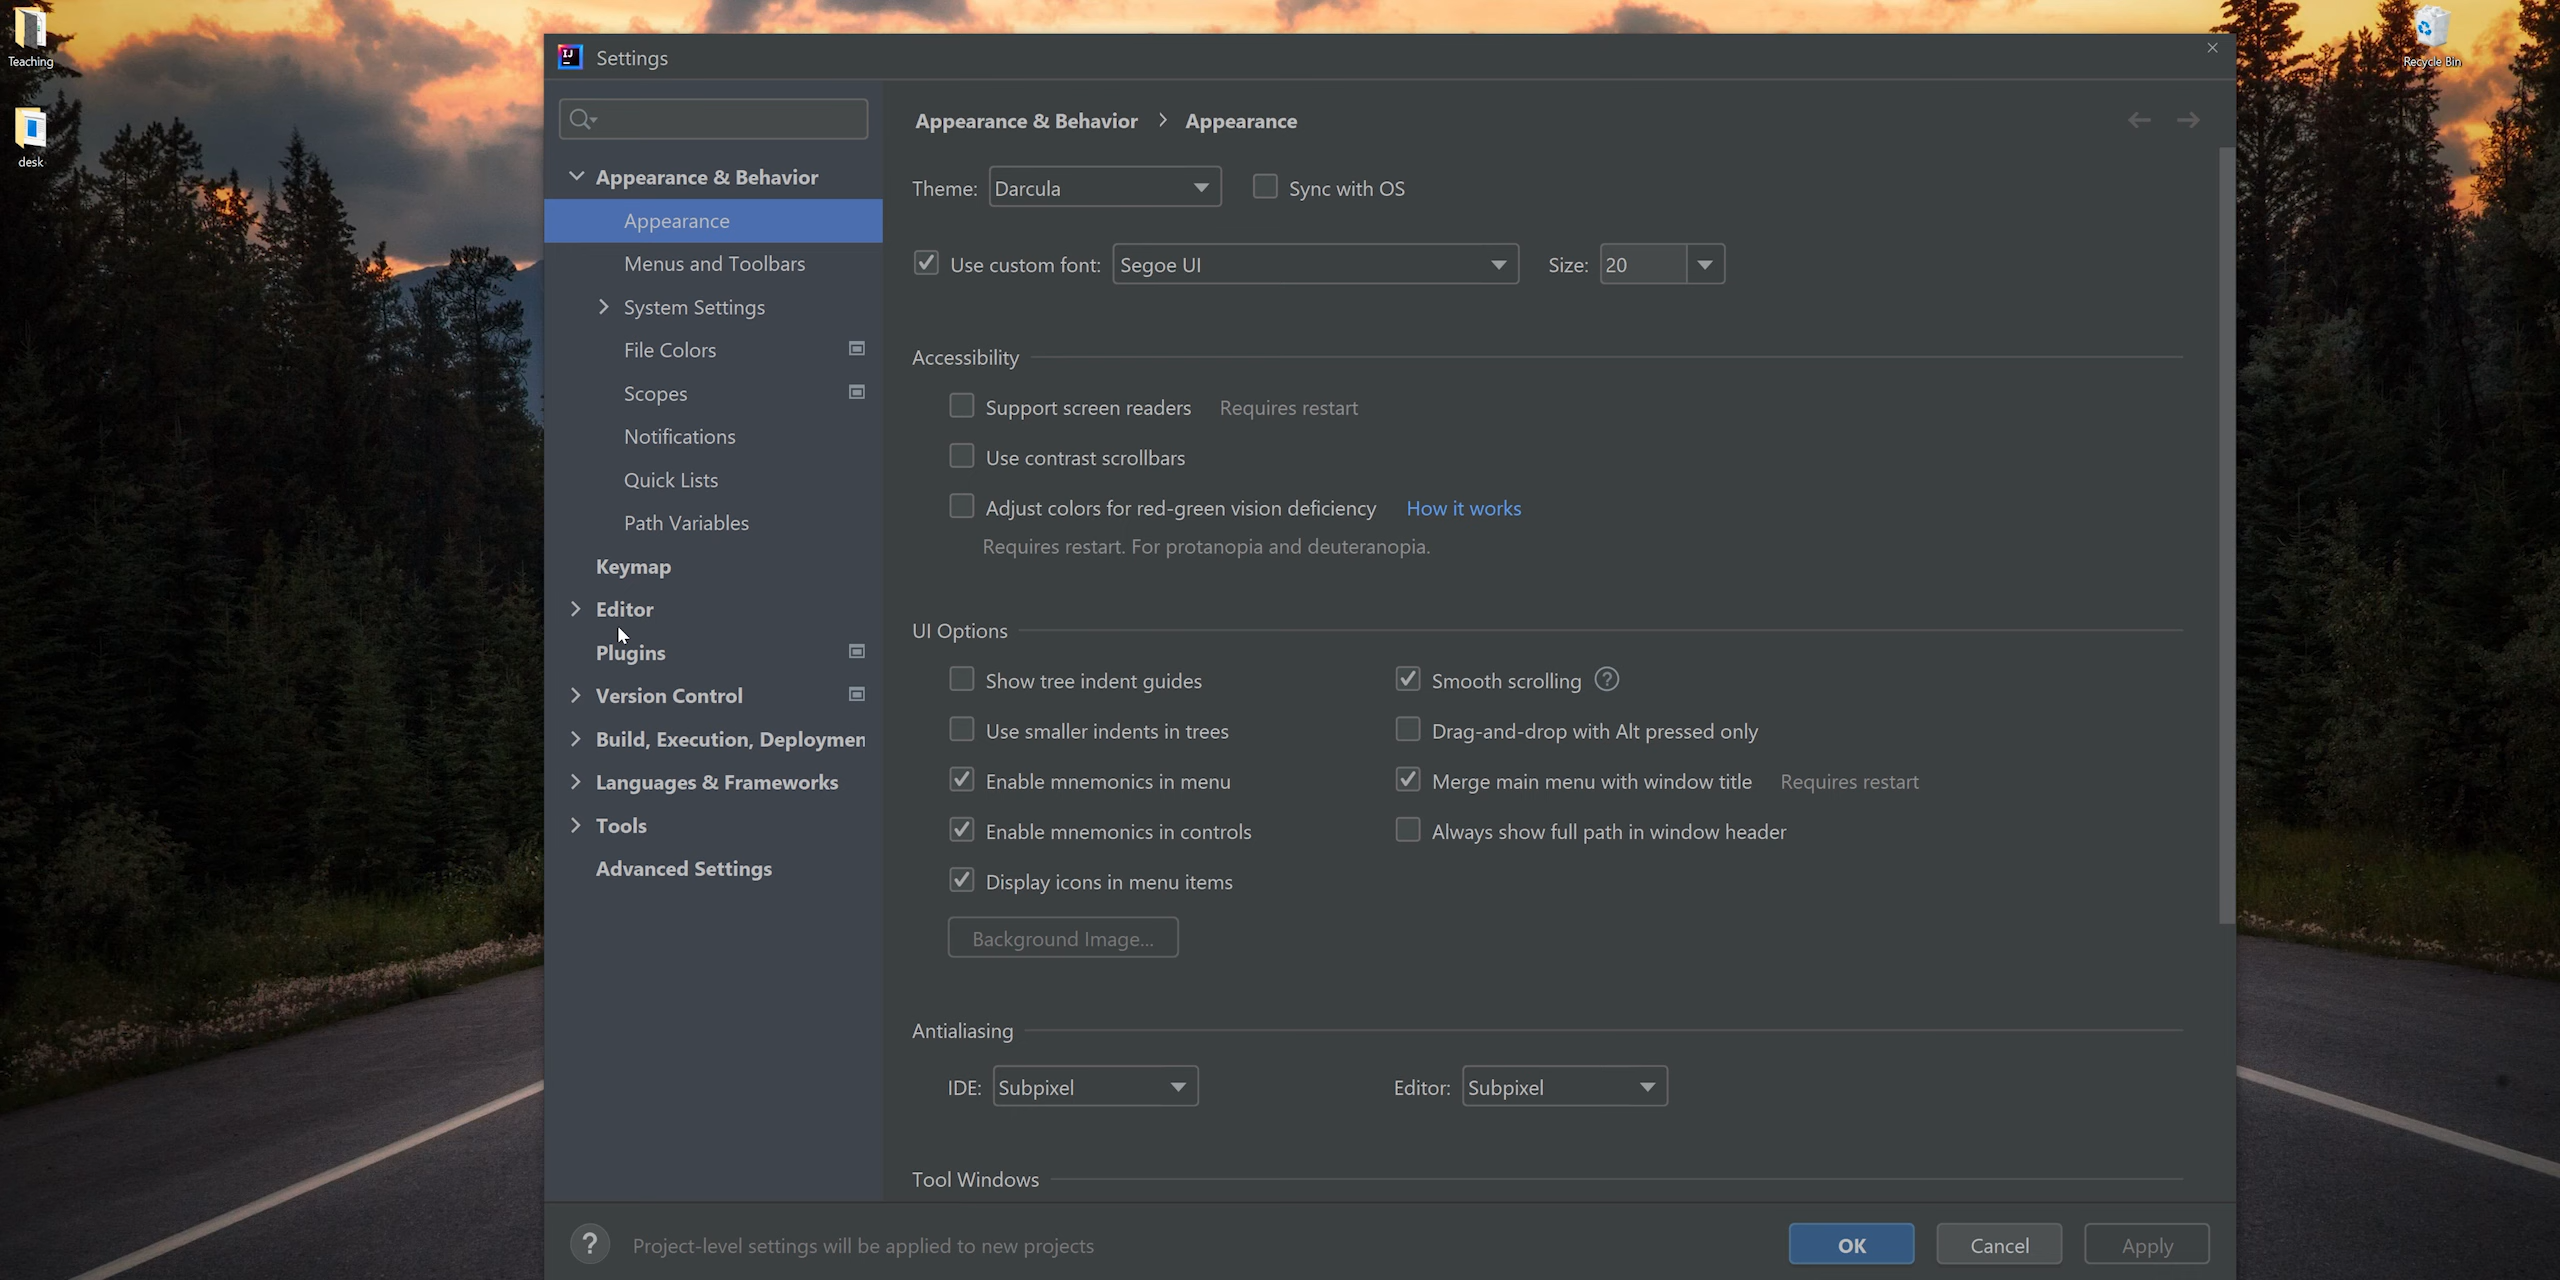 Teaching
desk
Recycle Bin
IJ
Settings
Appearance & Behavior
Appearance
Menus and Toolbars
System Settings
File Colors
Scopes
Notifications
Quick Lists
Path Variables
Keymap
Editor
Plugins
Version Control
Build, Execution, Deploymen
Languages & Frameworks
Tools
Advanced Settings
Appearance & Behavior > Appearance
Theme: Darcula Sync with OS
Use custom font: Segoe UI Size: 20
Accessibility
Support screen readers Requires restart
Use contrast scrollbars
Adjust colors for red-green vision deficiency How it works
Requires restart. For protanopia and deuteranopia.
UI Options
Show tree indent guides Smooth scrolling ?
Use smaller indents in trees Drag-and-drop with Alt pressed only
Enable mnemonics in menu Merge main menu with window title Requires restart
Enable mnemonics in controls Always show full path in window header
Display icons in menu items
Background Image...
Antialiasing
IDE: Subpixel Editor: Subpixel
Tool Windows
? Project-level settings will be applied to new projects OK Cancel Apply